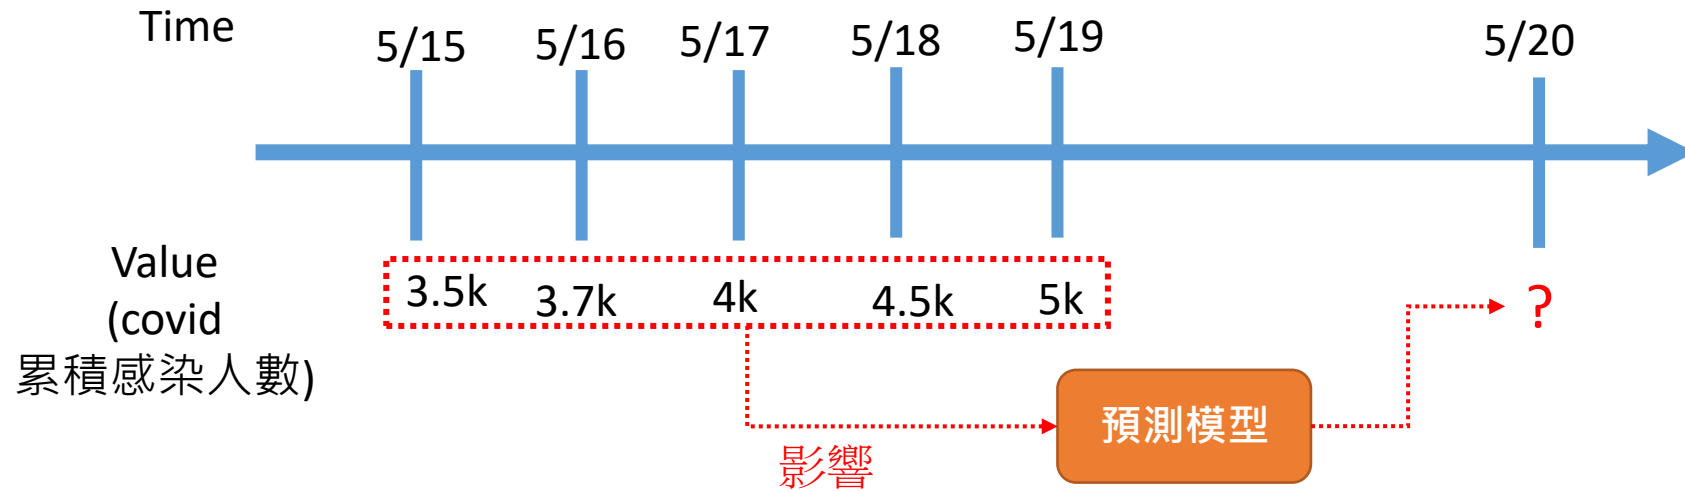 Time
5/15
5/16
5/17
5/18
5/19
5/20
Value
(covid
累積感染人數)
3.5k
3.7k
4k
4.5k
5k
?
預測模型
影響